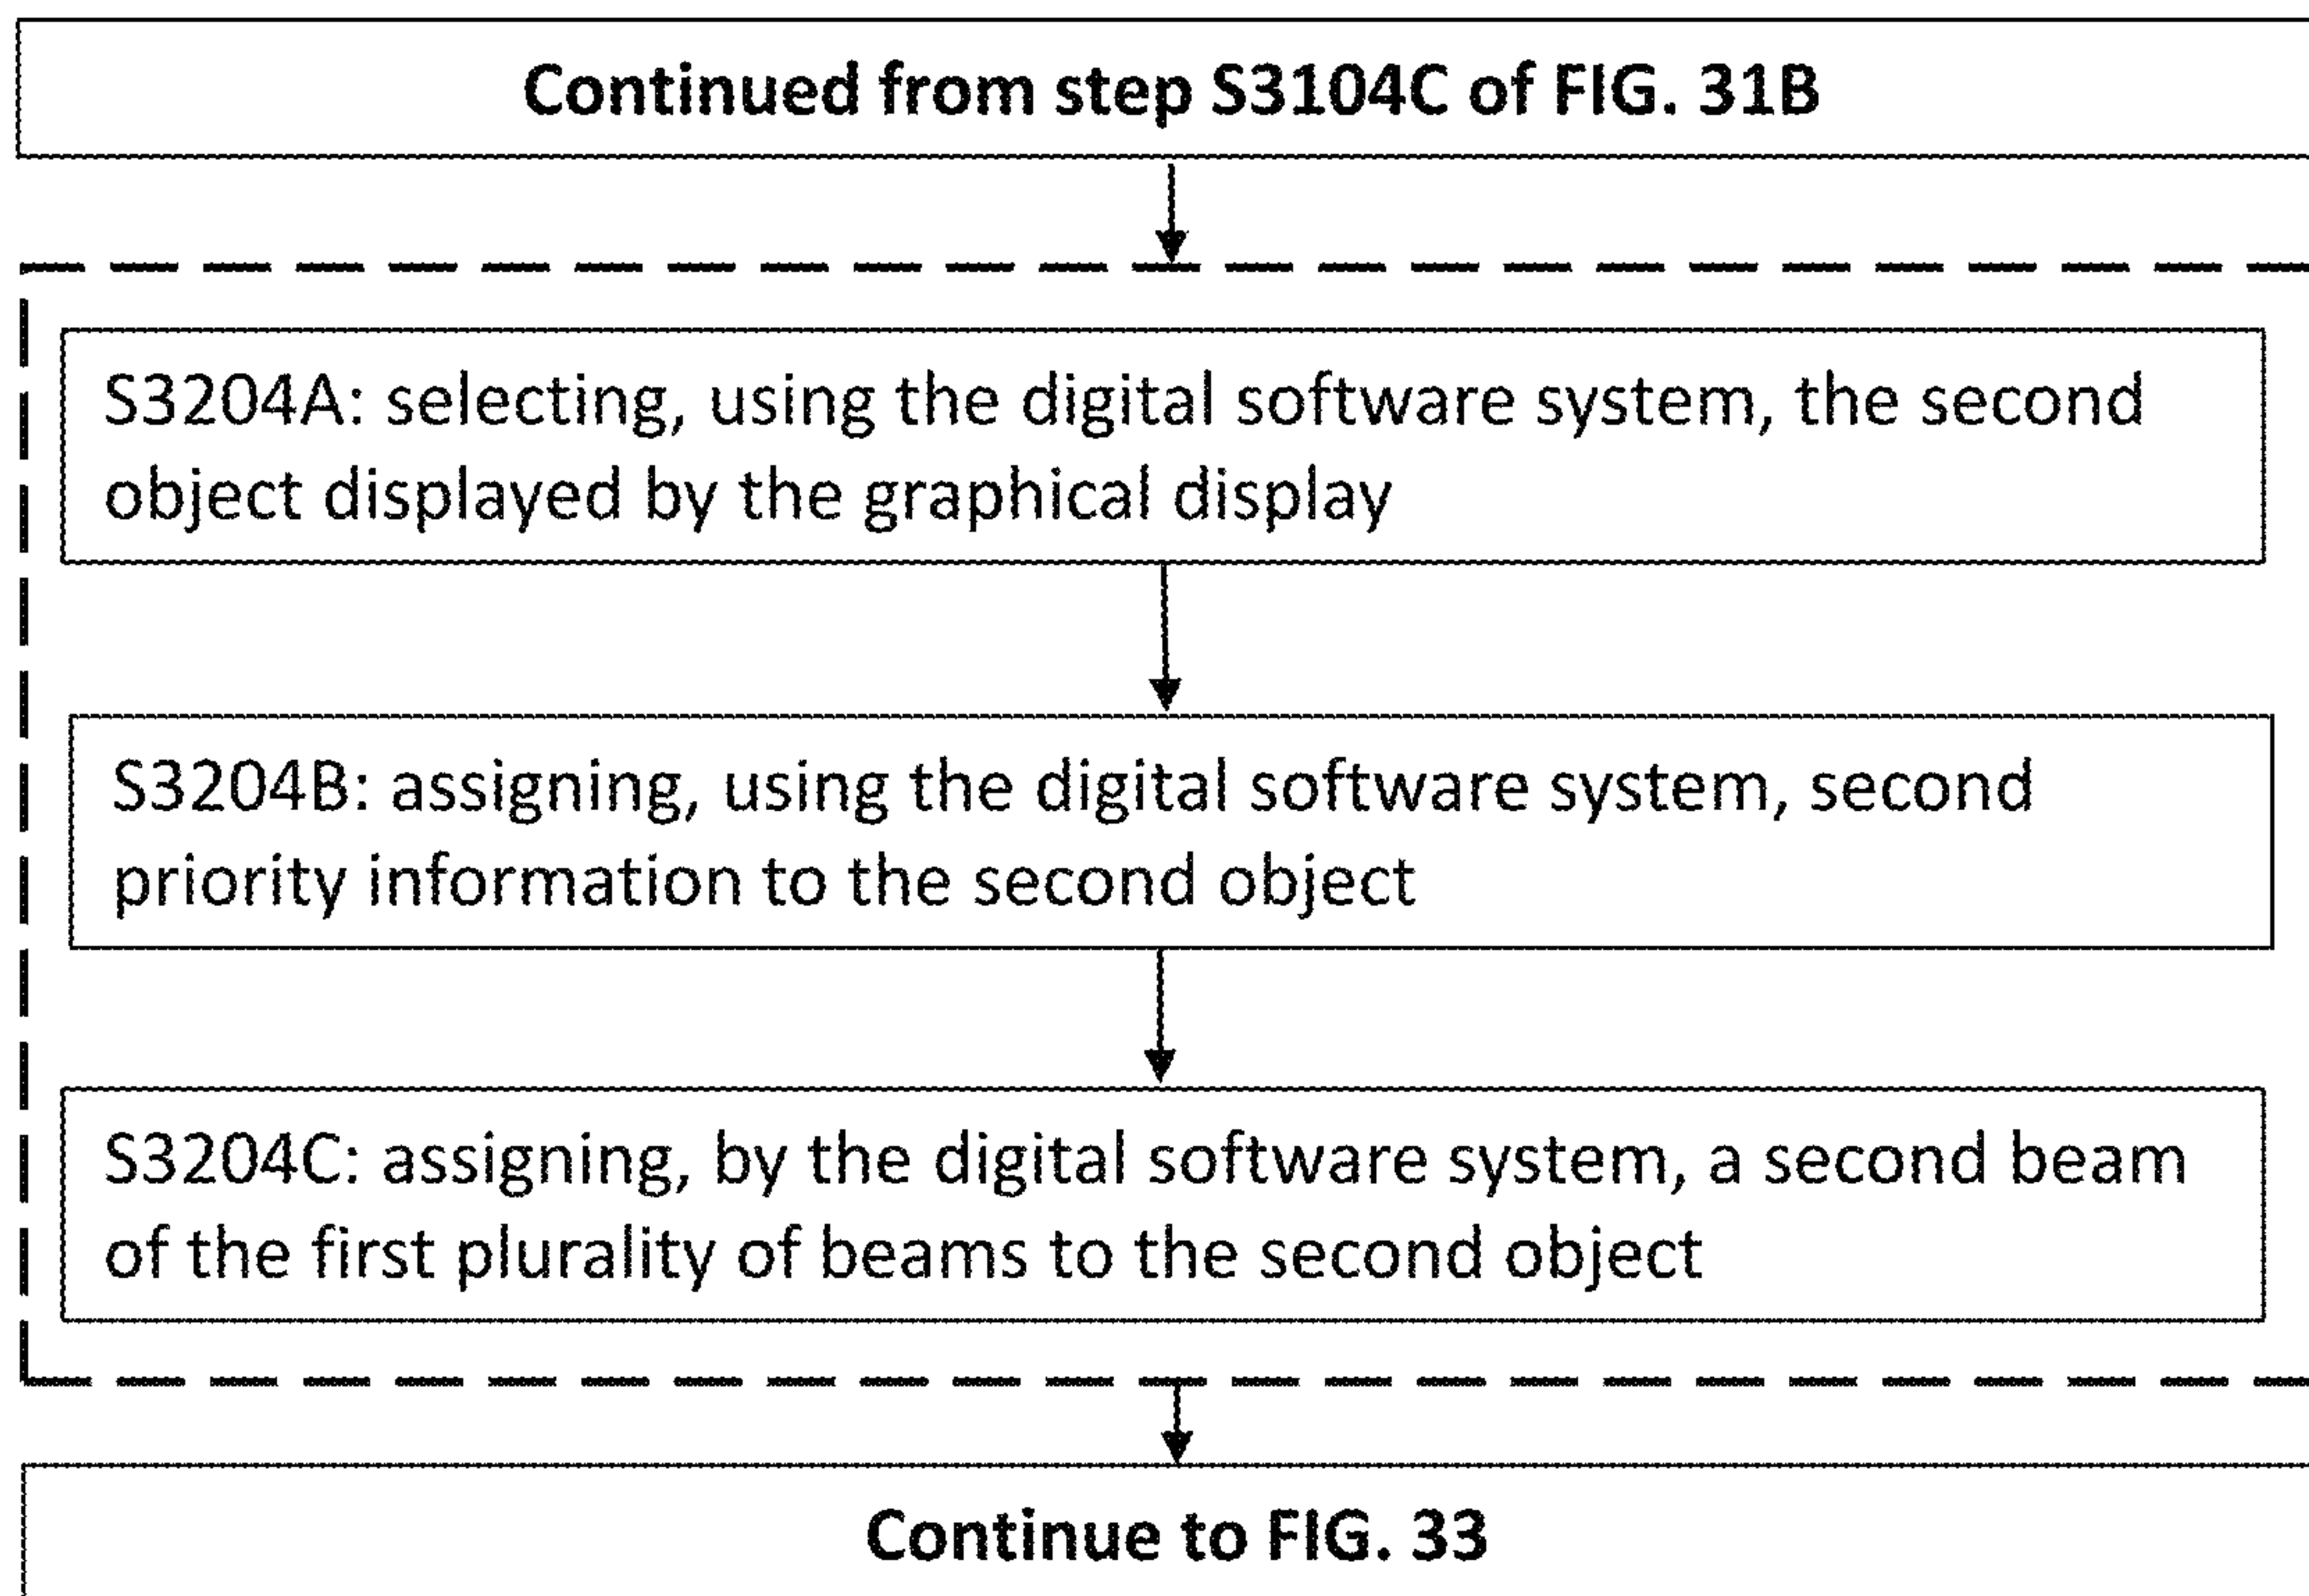 Continued from step S3104C of FIG. 31B
S3204A: selecting, using the digital software system, the second
object displayed by the graphical display
S3204B: assigning, using the digital software system, second
priority information to the second object
S3204C: assigning, by the digital software system, a second beam
of the first plurality of beams to the second object
Continue to FIG. 33